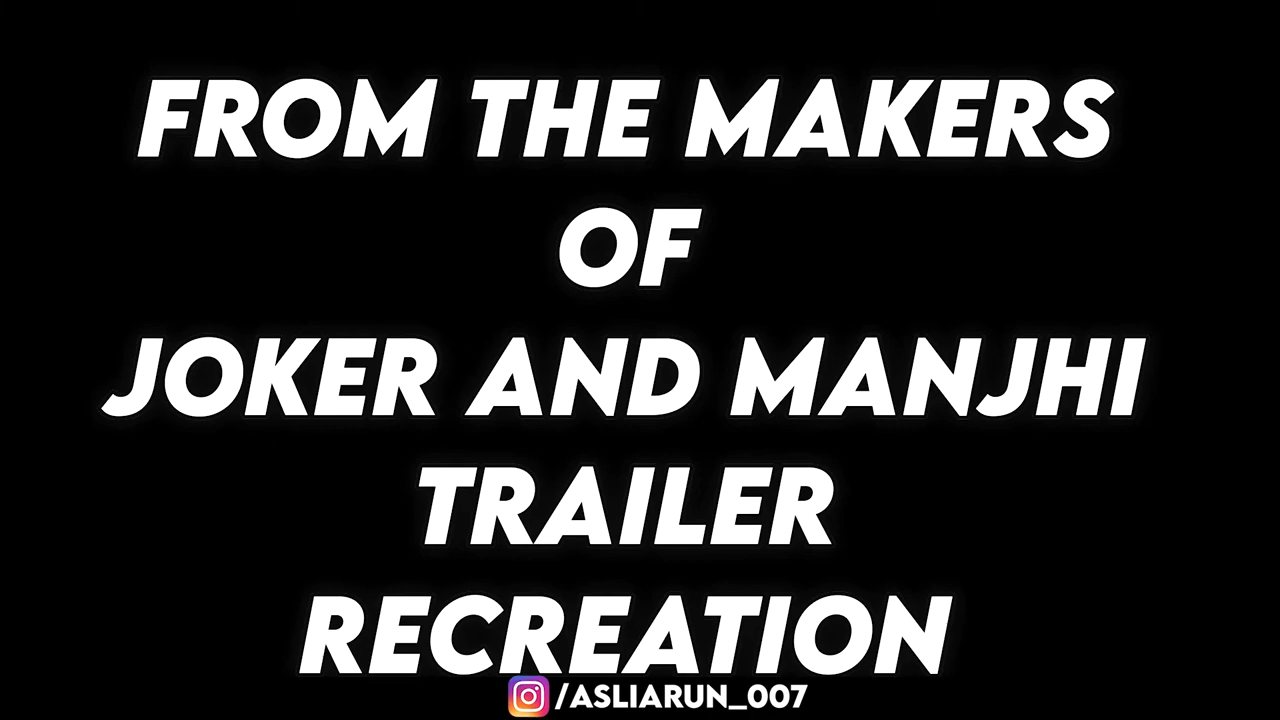 FROM THE MAKERS
OF
JOKER AND MANJHI
TRAILER
RECREATION
/ASLIARUN_007